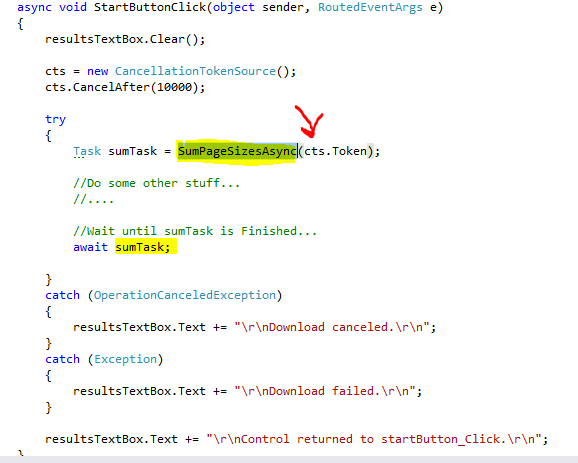 async void StartButtonClick(object sender, RoutedEventArgs e)
{
resultsTextBox.Clear();
cts = new CancellationTokenSource();
cts.CancelAfter(10000);
try
{
Task sumTask = SumPageSizesAsync(cts.Token);
//Do some other stuff...
//....
//Wait until sumTask is Finished...
await sumTask;
}
catch (OperationCanceledException)
{
resultsTextBox.Text += "\r\nDownload canceled.\r\n";
}
catch (Exception)
{
resultsTextBox.Text += "\r\nDownload failed.\r\n";
}
resultsTextBox.Text += "\r\nControl returned to startButton_Click.\r\n";
}